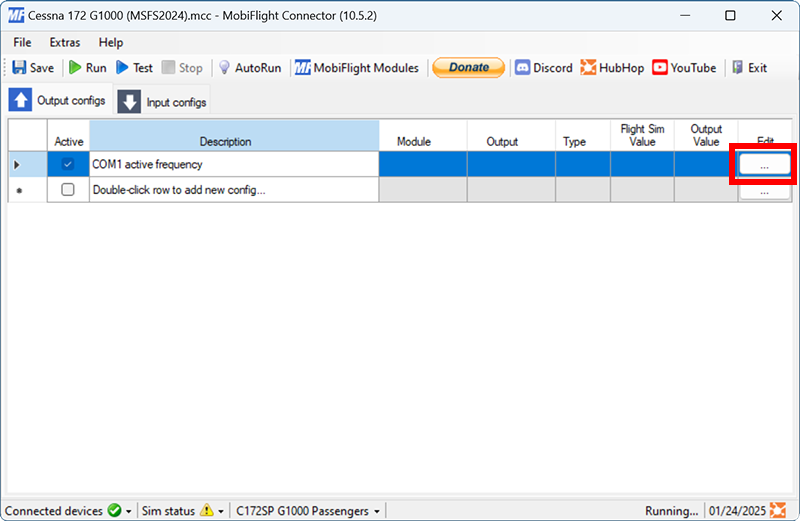 MF Cessna 172 G1000 (MSFS2024).mcc - MobiFlight Connector (10.5.2)
File Extras Help
Save Run Test Stop AutoRun MF MobiFlight Modules Donate Discord HubHop YouTube Exit
Output configs Input configs
Active Description Module Output Type Flight Sim Value Output Value Edit
COM1 active frequency ...
Double-click row to add new config... ...
Connected devices Sim status C172SP G1000 Passengers Running... 01/24/2025